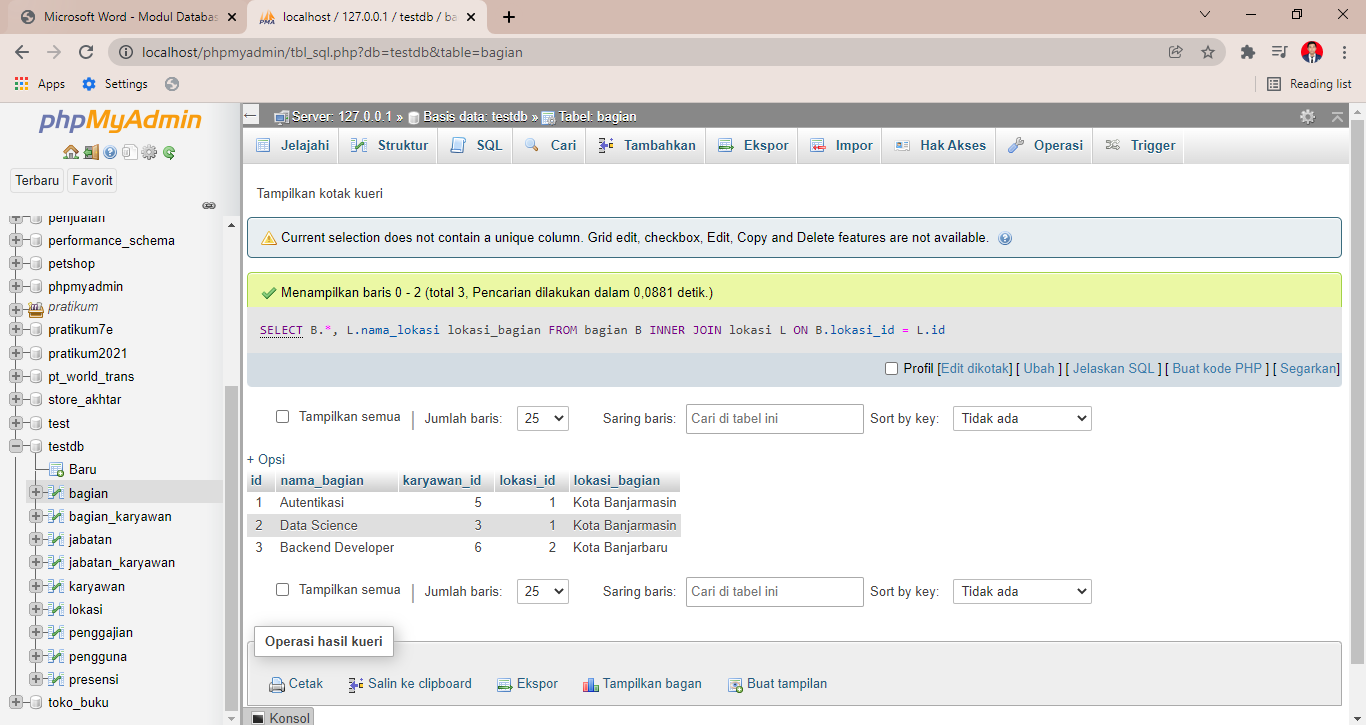 Microsoft Word - Modul Databas
localhost / 127.0.0.1 / testdb / ba
localhost/phpmyadmin/tbl_sql.php?db=testdb&table=bagian
Apps Settings Reading list
phpMyAdmin
Terbaru Favorit
penjualan
performance_schema
petshop
phpmyadmin
pratikum
pratikum7e
pratikum2021
pt_world_trans
store_akhtar
test
testdb
Baru
bagian
bagian_karyawan
jabatan
jabatan_karyawan
karyawan
lokasi
penggajian
pengguna
presensi
toko_buku
Server: 127.0.0.1 » Basis data: testdb » Tabel: bagian
Jelajahi Struktur SQL Cari Tambahkan Ekspor Impor Hak Akses Operasi Trigger
Tampilkan kotak kueri
Current selection does not contain a unique column. Grid edit, checkbox, Edit, Copy and Delete features are not available.
Menampilkan baris 0 - 2 (total 3, Pencarian dilakukan dalam 0,0881 detik.)
SELECT B.*, L.nama_lokasi lokasi_bagian FROM bagian B INNER JOIN lokasi L ON B.lokasi_id = L.id
Profil [Edit dikotak] [ Ubah ] [ Jelaskan SQL ] [ Buat kode PHP ] [ Segarkan]
Tampilkan semua | Jumlah baris: 25 Saring baris: Cari di tabel ini Sort by key: Tidak ada
+ Opsi
id nama_bagian karyawan_id lokasi_id lokasi_bagian
1 Autentikasi 5 1 Kota Banjarmasin
2 Data Science 3 1 Kota Banjarmasin
3 Backend Developer 6 2 Kota Banjarbaru
Tampilkan semua | Jumlah baris: 25 Saring baris: Cari di tabel ini Sort by key: Tidak ada
Operasi hasil kueri
Cetak Salin ke clipboard Ekspor Tampilkan bagan Buat tampilan
Konsol